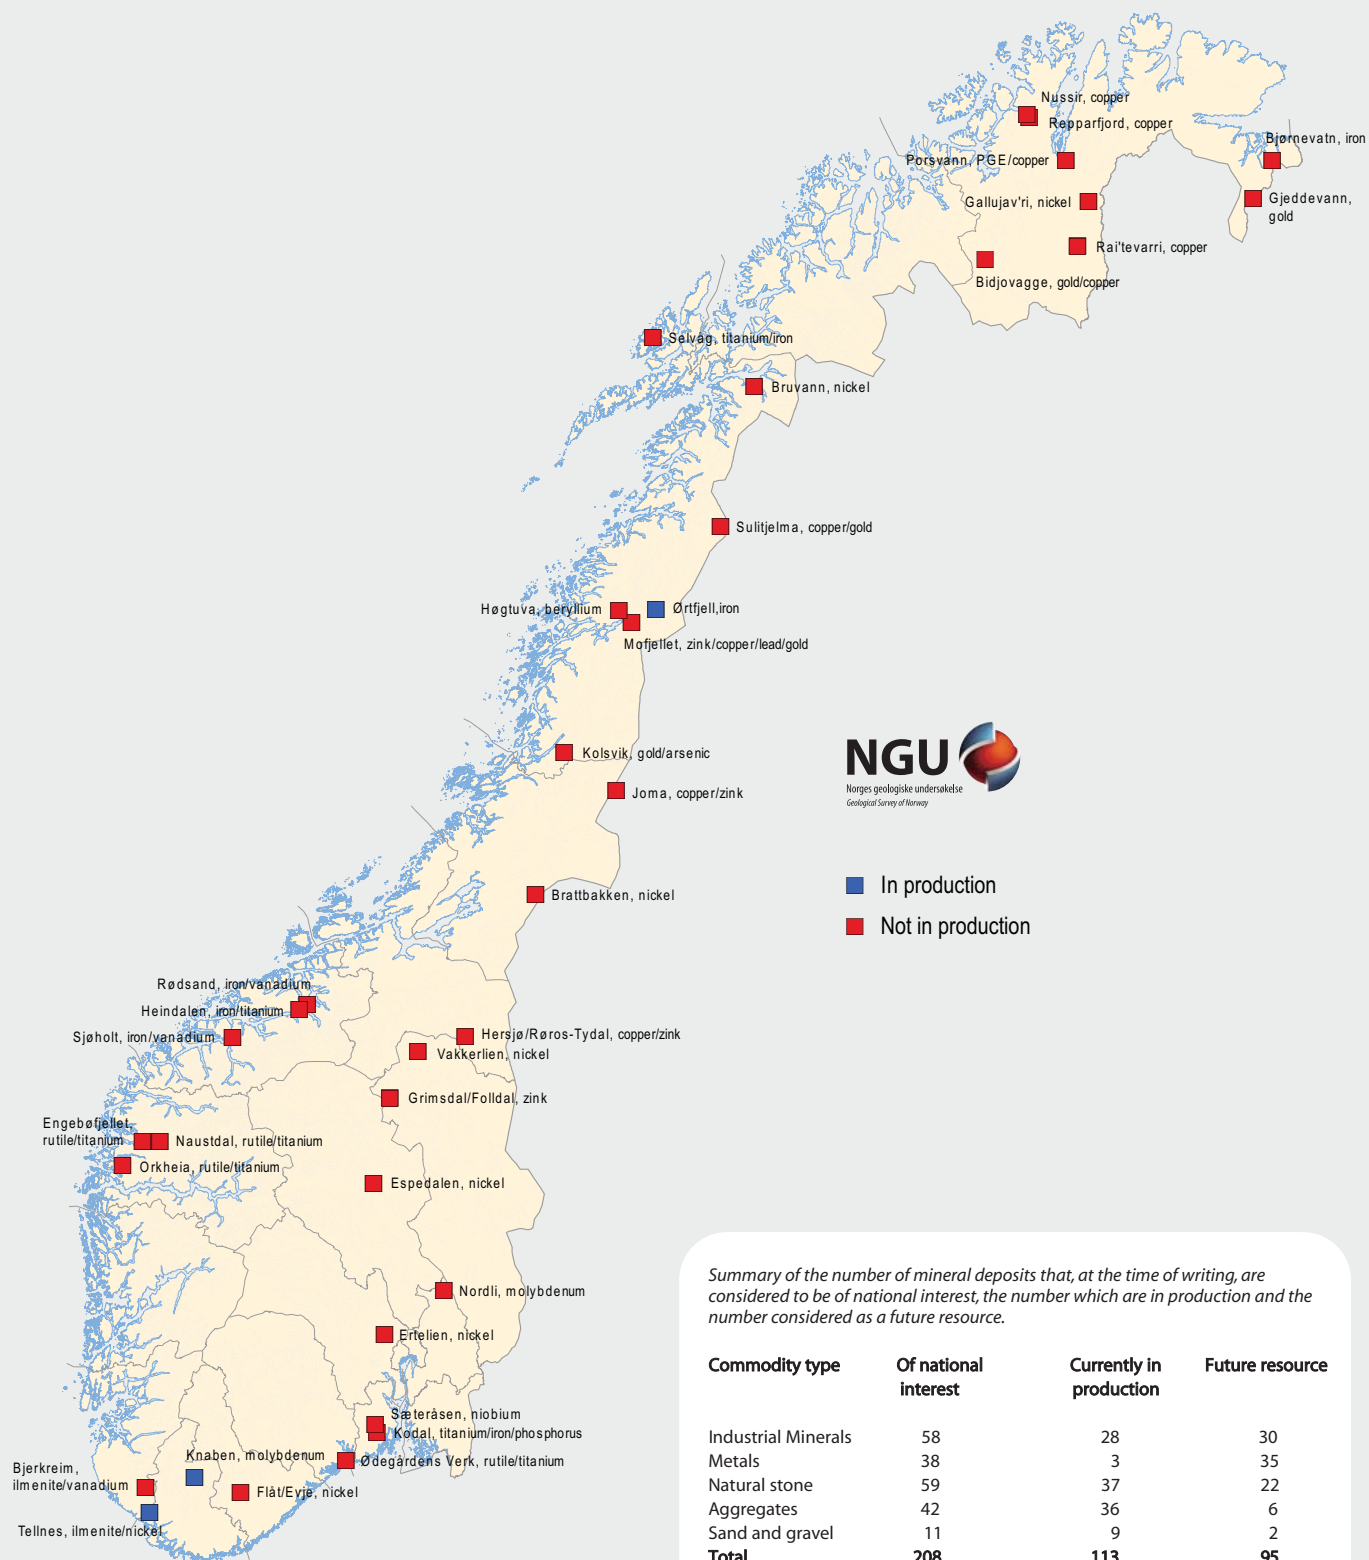 Nussir, copper
Repparfjord, copper
Bjørnevatn, iron
Porsvann, PGE/copper
Gallujav'ri, nickel
Gjeddevann,
gold
Rai'tevarri, copper
Bidjovagge, gold/copper
Selvåg, titanium/iron
Bruvann, nickel
Sulitjelma, copper/gold
Høgtuva, beryllium
Ørtfjell,iron
Mofjellet, zink/copper/lead/gold
Kolsvik, gold/arsenic
Joma, copper/zink
NGU
Norges geologiske undersøkelse
Geological Survey of Norway
In production
Not in production
Brattbakken, nickel
Rødsand, iron/vanadium
Heindalen, iron/titanium
Sjøholt, iron/vanadium
Hersjø/Røros-Tydal, copper/zink
Vakkerlien, nickel
Grimsdal/Folldal, zink
Engebøfjellet,
rutile/titanium
Naustdal, rutile/titanium
Orkheia, rutile/titanium
Espedalen, nickel
Nordli, molybdenum
Ertelien, nickel
Sæteråsen, niobium
Kodal, titanium/iron/phosphorus
Knaben, molybdenum
Ødegårdens Verk, rutile/titanium
Bjerkreim,
ilmenite/vanadium
Flåt/Evje, nickel
Tellnes, ilmenite/nickel
Summary of the number of mineral deposits that, at the time of writing, are
considered to be of national interest, the number which are in production and the
number considered as a future resource.
Commodity type Of national interest Currently in production Future resource
Industrial Minerals 58 28 30
Metals 38 3 35
Natural stone 59 37 22
Aggregates 42 36 6
Sand and gravel 11 9 2
Total 208 113 95